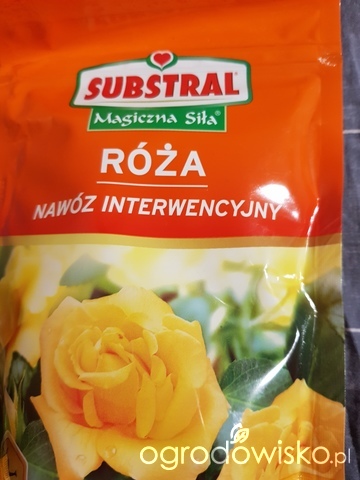 SUBSTRAL®
Magiczna Siła®
RÓŻA
NAWÓZ INTERWENCYJNY
ogrodowisko.pl